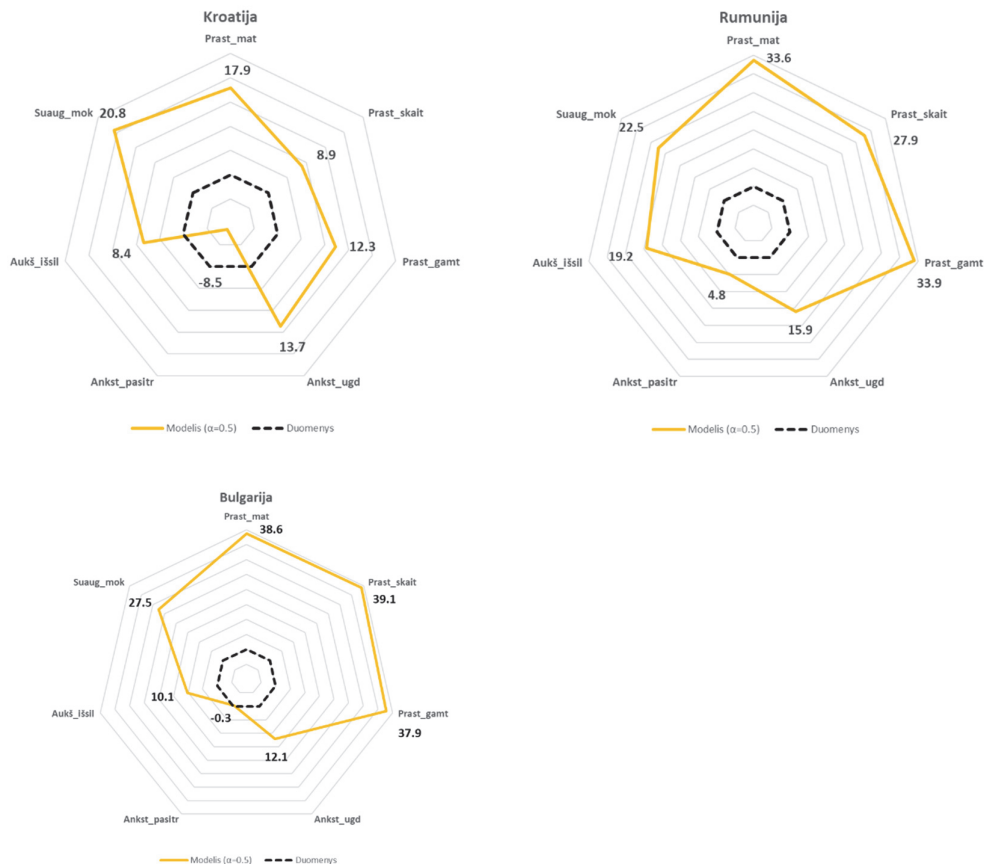 Kroatija
Prast_mat
17.9
Suaug_mok
20.8
Prast_skait
8.9
12.3
Prast_gamt
8.4
Aukš_išsil
-8.5
13.7
Ankst_pasitr
Ankst_ugd
Modelis (α=0.5)
Duomenys
Rumunija
Prast_mat
33.6
Suaug_mok
22.5
Prast_skait
27.9
19.2
Aukš_išsil
Prast_gamt
33.9
4.8
15.9
Ankst_pasitr
Ankst_ugd
Modelis (α=0.5)
Duomenys
Bulgarija
Prast_mat
38.6
Suaug_mok
27.5
Prast_skait
39.1
10.1
Aukš_išsil
Prast_gamt
37.9
-0.3
12.1
Ankst_pasitr
Ankst_ugd
Modelis (α=0.5)
Duomenys